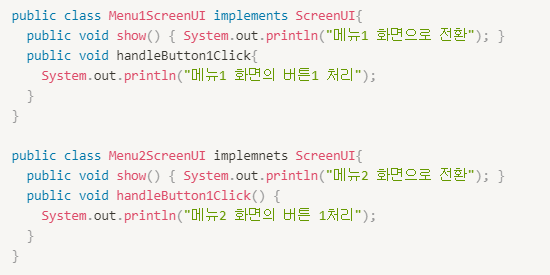 public class Menu1ScreenUI implements ScreenUI{
  public void show() { System.out.println("메뉴1 화면으로 전환"); }
  public void handleButton1Click{
    System.out.println("메뉴1 화면의 버튼1 처리");
  }
}

public class Menu2ScreenUI implemnets ScreenUI{
  public void show() { System.out.println("메뉴2 화면으로 전환"); }
  public void handleButton1Click() {
    System.out.println("메뉴2 화면의 버튼 1처리");
  }
}